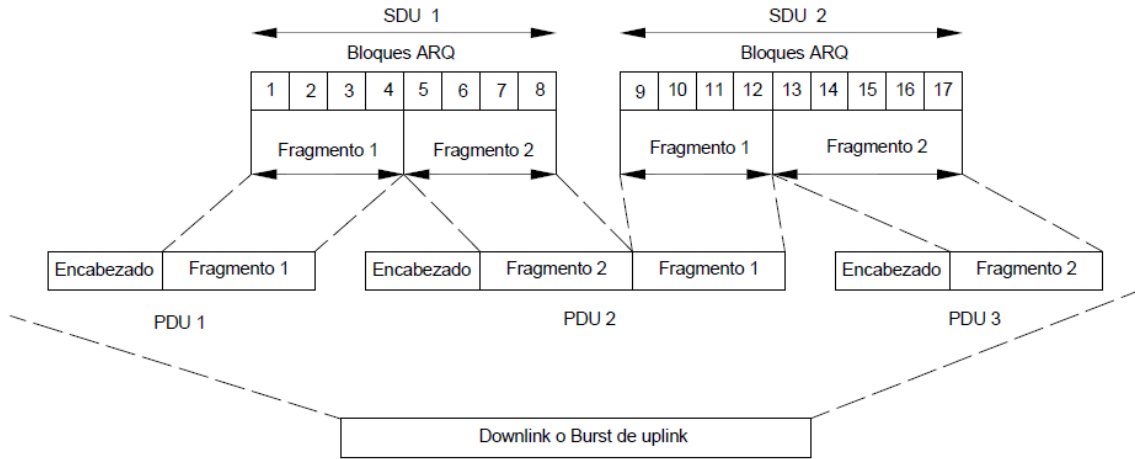 SDU 1 SDU 2
Bloques ARQ Bloques ARQ
1 2 3 4 5 6 7 8 9 10 11 12 13 14 15 16 17
Fragmento 1 Fragmento 2 Fragmento 1 Fragmento 2
Encabezado Fragmento 1 Encabezado Fragmento 2 Fragmento 1 Encabezado Fragmento 2
PDU 1 PDU 2 PDU 3
Downlink o Burst de uplink